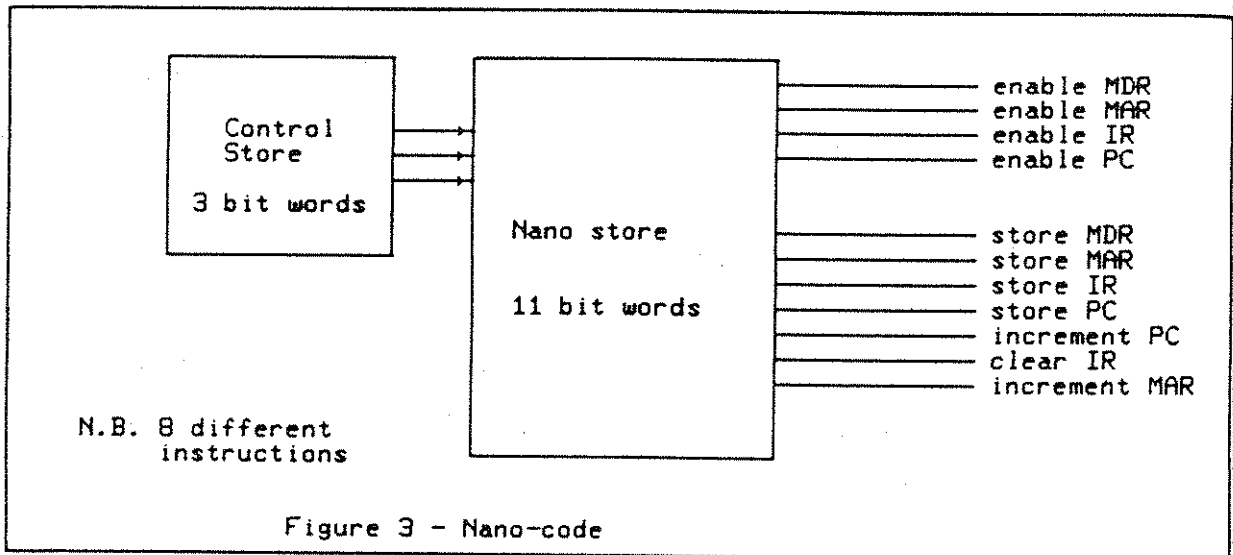 Control
Store
3 bit words
Nano store
11 bit words
enable MDR
enable MAR
enable IR
enable PC
store MDR
store MAR
store IR
store PC
increment PC
clear IR
increment MAR
N.B. 8 different
instructions
Figure 3 - Nano-code